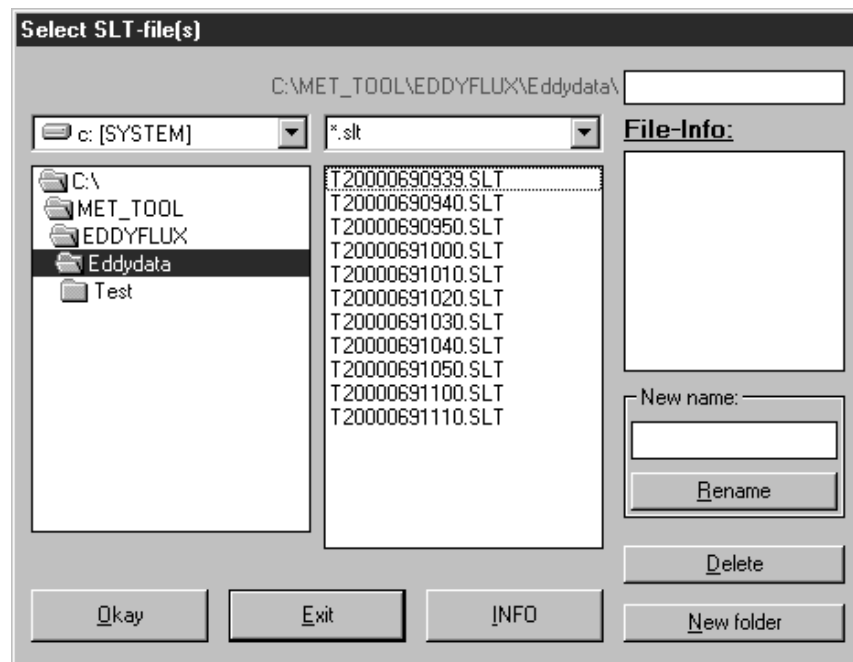 Select SLT-file(s)
C:\MET_TOOL\EDDYFLUX\Eddydata\
c: [SYSTEM]
*.slt
File-Info:
C:\
MET_TOOL
EDDYFLUX
Eddydata
Test
T20000690939.SLT
T20000690940.SLT
T20000690950.SLT
T20000691000.SLT
T20000691010.SLT
T20000691020.SLT
T20000691030.SLT
T20000691040.SLT
T20000691050.SLT
T20000691100.SLT
T20000691110.SLT
New name:
Rename
Delete
Okay
Exit
INFO
New folder